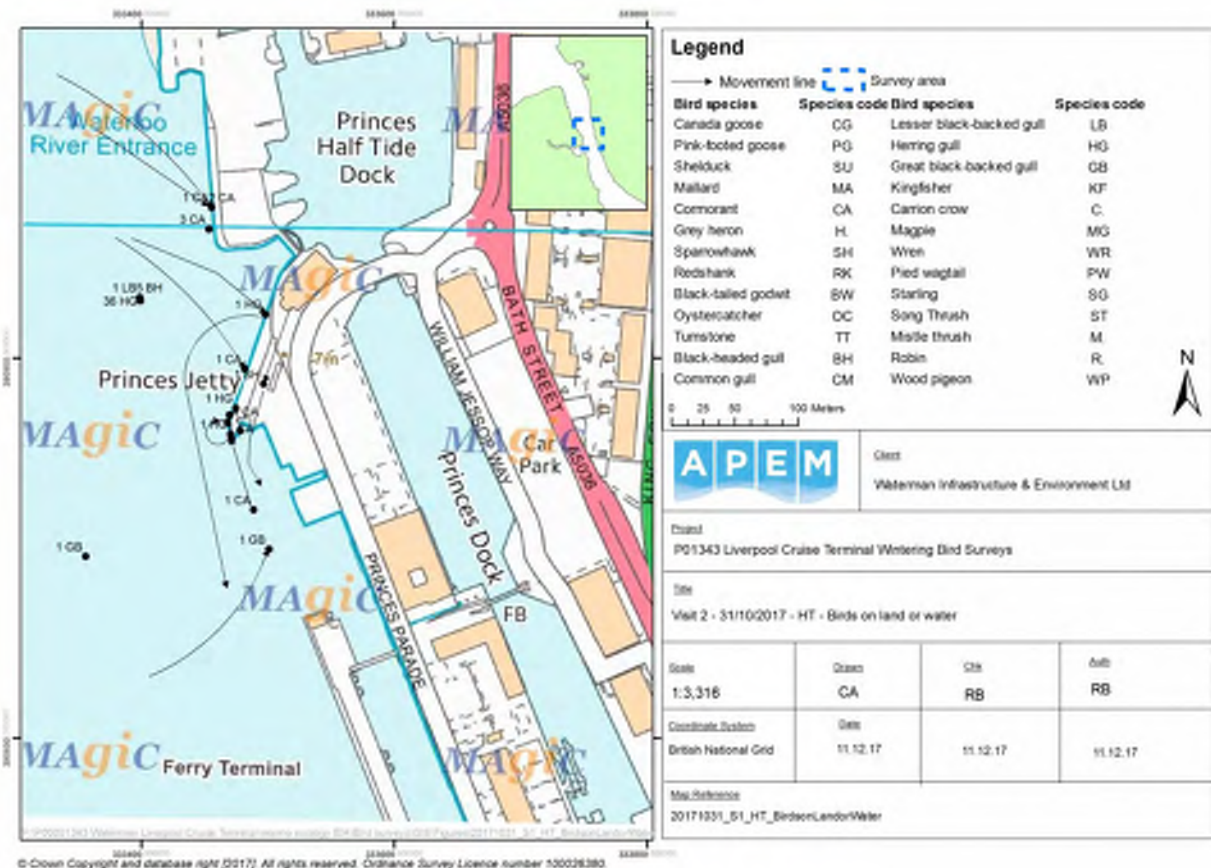 Waterloo
River Entrance
Princes
Half Tide
Dock
MAGiC
MAGiC
MAGiC
MAGiC
MAGiC
MAGiC
MAGiC
MAGiC
3 CA
36 HG
1 HG
1 CA
Princes Jetty
1 HG
7m
1 CA
1 GB
1 GB
BATH STREET
A5036
WILLIAM JESSOP WAY
Car
Park
Princes Dock
PRINCES PARADE
FB
Ferry Terminal
© Crown Copyright and database right [2017]. All rights reserved. Ordnance Survey Licence number 100026380.
Legend
Movement line Survey area
Bird species Species code Bird species Species code
Canada goose CG Lesser black-backed gull LB
Pink-footed goose PG Herring gull HG
Shelduck SU Great black-backed gull GB
Mallard MA Kingfisher KF
Cormorant CA Carrion crow C.
Grey heron H. Magpie MG
Sparrowhawk SH Wren WR
Redshank RK Pied wagtail PW
Black-tailed godwit BW Starling SG
Oystercatcher OC Song Thrush ST
Turnstone TT Mistle thrush M.
Black-headed gull BH Robin R.
Common gull CM Wood pigeon WP
0 25 50 100 Meters
N
APEM
Client
Waterman Infrastructure & Environment Ltd
Project
P01343 Liverpool Cruise Terminal Wintering Bird Surveys
Title
Visit 2 - 31/10/2017 - HT - Birds on land or water
Scale Drawn Chk Auth
1:3,316 CA RB RB
Coordinate System Date
British National Grid 11.12.17 11.12.17 11.12.17
Map Reference
20171031_S1_HT_BirdsonLandorWater